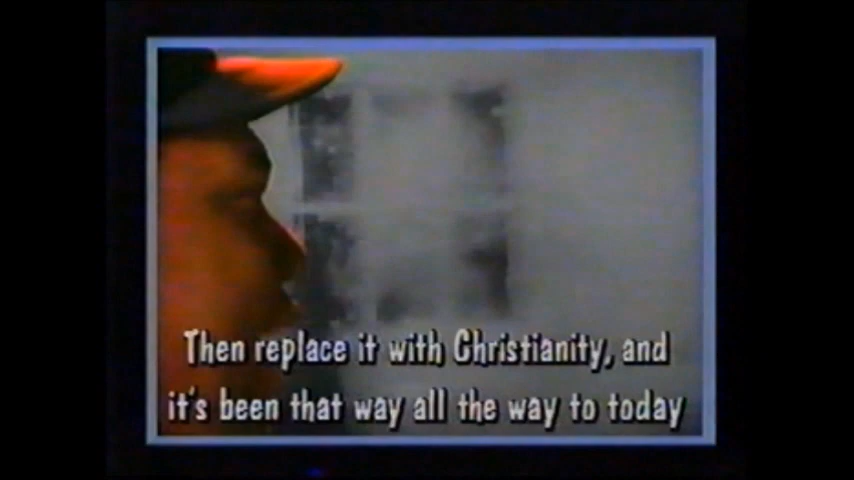 Then replace it with Christianity, and
it's been that way all the way to today